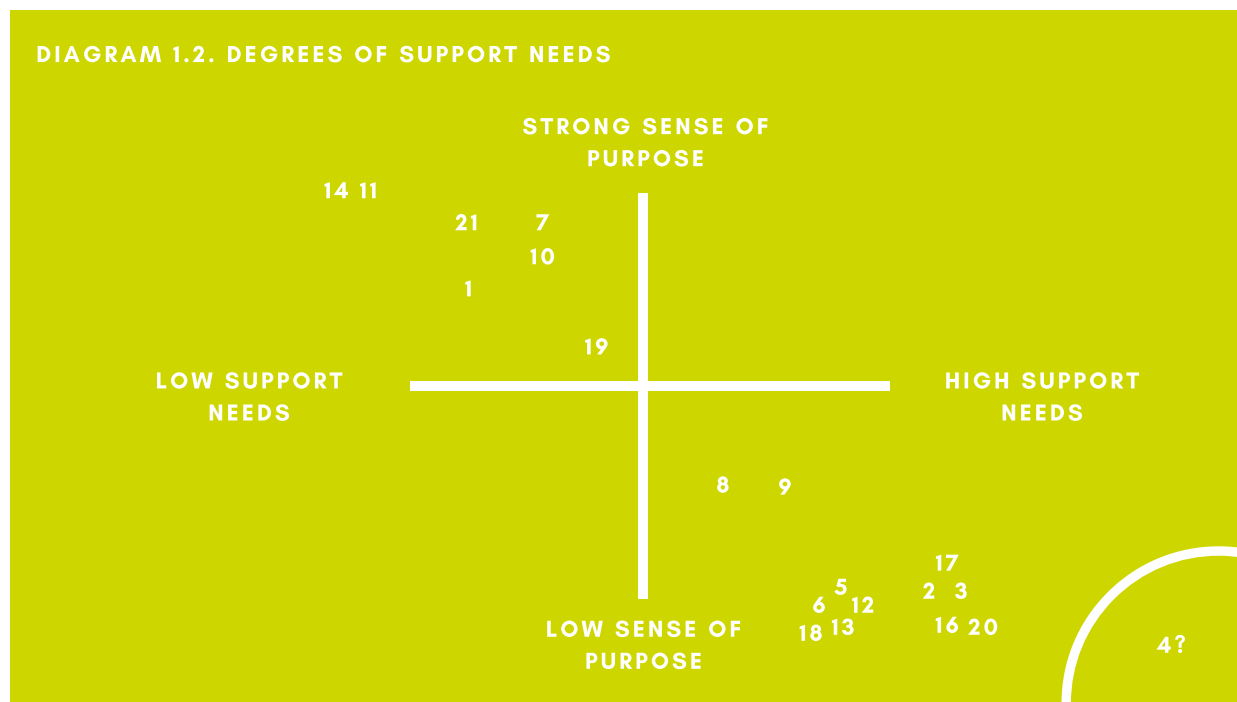 DIAGRAM 1.2. DEGREES OF SUPPORT NEEDS
STRONG SENSE OF
PURPOSE
14 11
21 7
10
1
19
LOW SUPPORT
NEEDS
HIGH SUPPORT
NEEDS
8 9
17
5
2 3
6 12
16 20
18 13
LOW SENSE OF
PURPOSE
4?